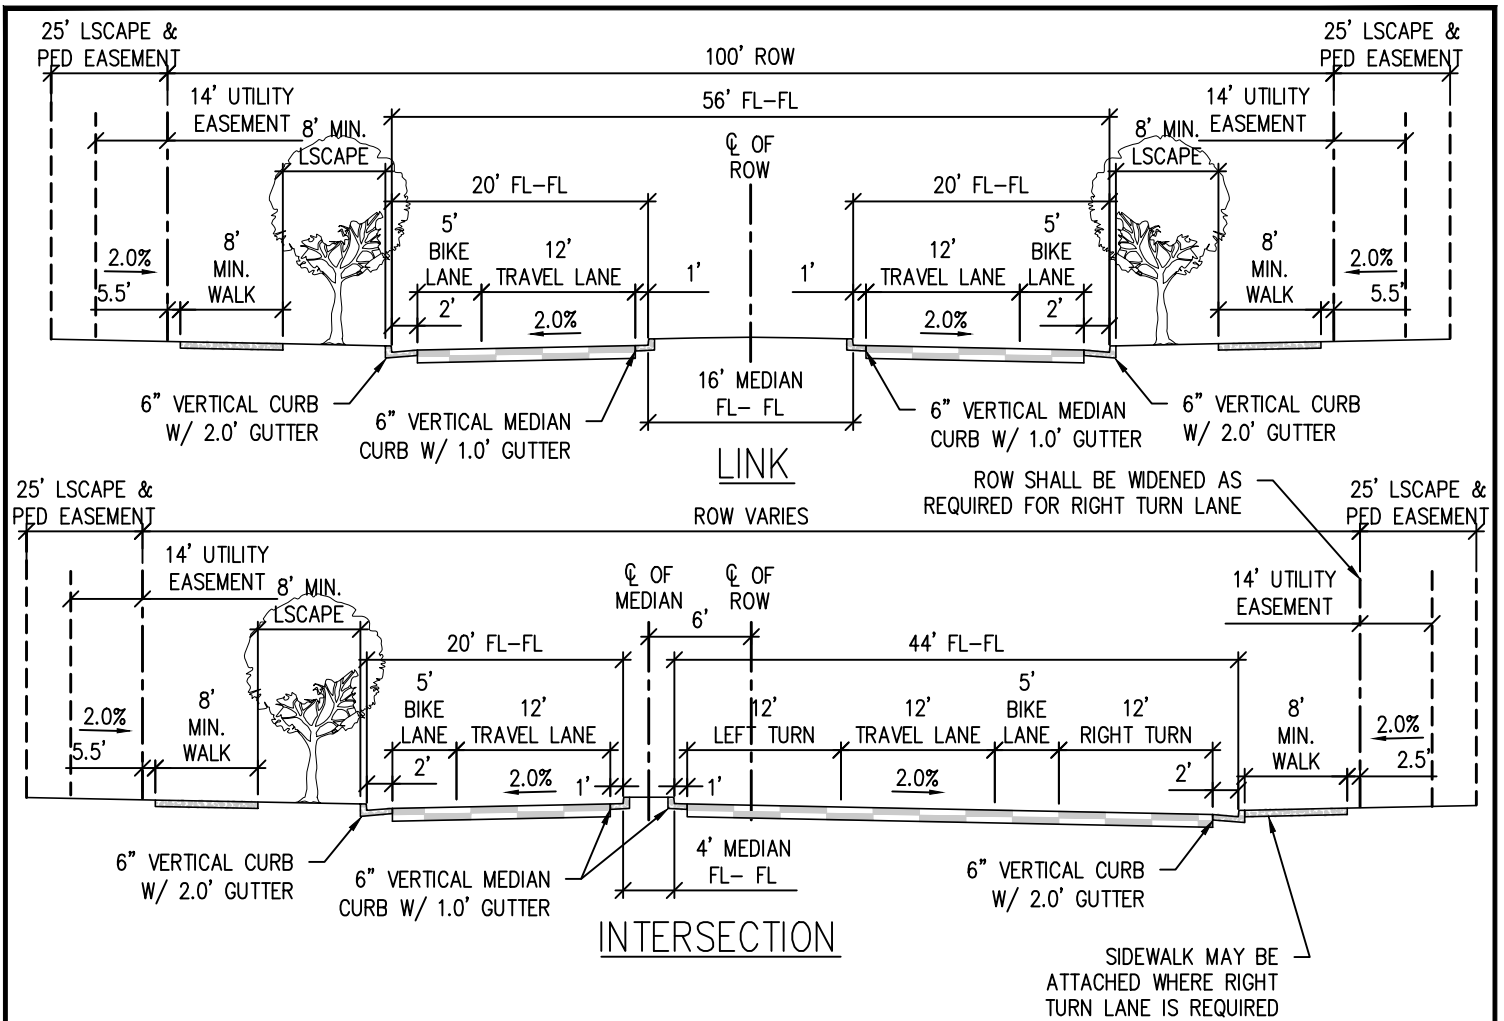 25' LSCAPE &
PED EASEMENT
100' ROW
25' LSCAPE &
PED EASEMENT
14' UTILITY
EASEMENT
56' FL-FL
14' UTILITY
EASEMENT
8' MIN.
LSCAPE
℄ OF
ROW
8' MIN.
LSCAPE
20' FL-FL
20' FL-FL
2.0%
5.5'
8'
MIN.
WALK
5'
BIKE
LANE
12'
TRAVEL LANE
1'
1'
12'
TRAVEL LANE
5'
BIKE
LANE
8'
MIN.
WALK
2.0%
5.5'
2'
2.0%
2.0%
2'
6" VERTICAL CURB
W/ 2.0' GUTTER
6" VERTICAL MEDIAN
CURB W/ 1.0' GUTTER
16' MEDIAN
FL- FL
6" VERTICAL MEDIAN
CURB W/ 1.0' GUTTER
6" VERTICAL CURB
W/ 2.0' GUTTER
LINK
ROW SHALL BE WIDENED AS
REQUIRED FOR RIGHT TURN LANE
25' LSCAPE &
PED EASEMENT
ROW VARIES
25' LSCAPE &
PED EASEMENT
14' UTILITY
EASEMENT
8' MIN.
LSCAPE
℄ OF
MEDIAN
℄ OF
ROW
6'
14' UTILITY
EASEMENT
20' FL-FL
44' FL-FL
2.0%
5.5'
8'
MIN.
WALK
5'
BIKE
LANE
12'
TRAVEL LANE
12'
LEFT TURN
12'
TRAVEL LANE
5'
BIKE
LANE
12'
RIGHT TURN
8'
MIN.
WALK
2.0%
2.5'
2'
2.0%
1'
1'
2.0%
2'
6" VERTICAL CURB
W/ 2.0' GUTTER
6" VERTICAL MEDIAN
CURB W/ 1.0' GUTTER
4' MEDIAN
FL- FL
6" VERTICAL CURB
W/ 2.0' GUTTER
INTERSECTION
SIDEWALK MAY BE
ATTACHED WHERE RIGHT
TURN LANE IS REQUIRED